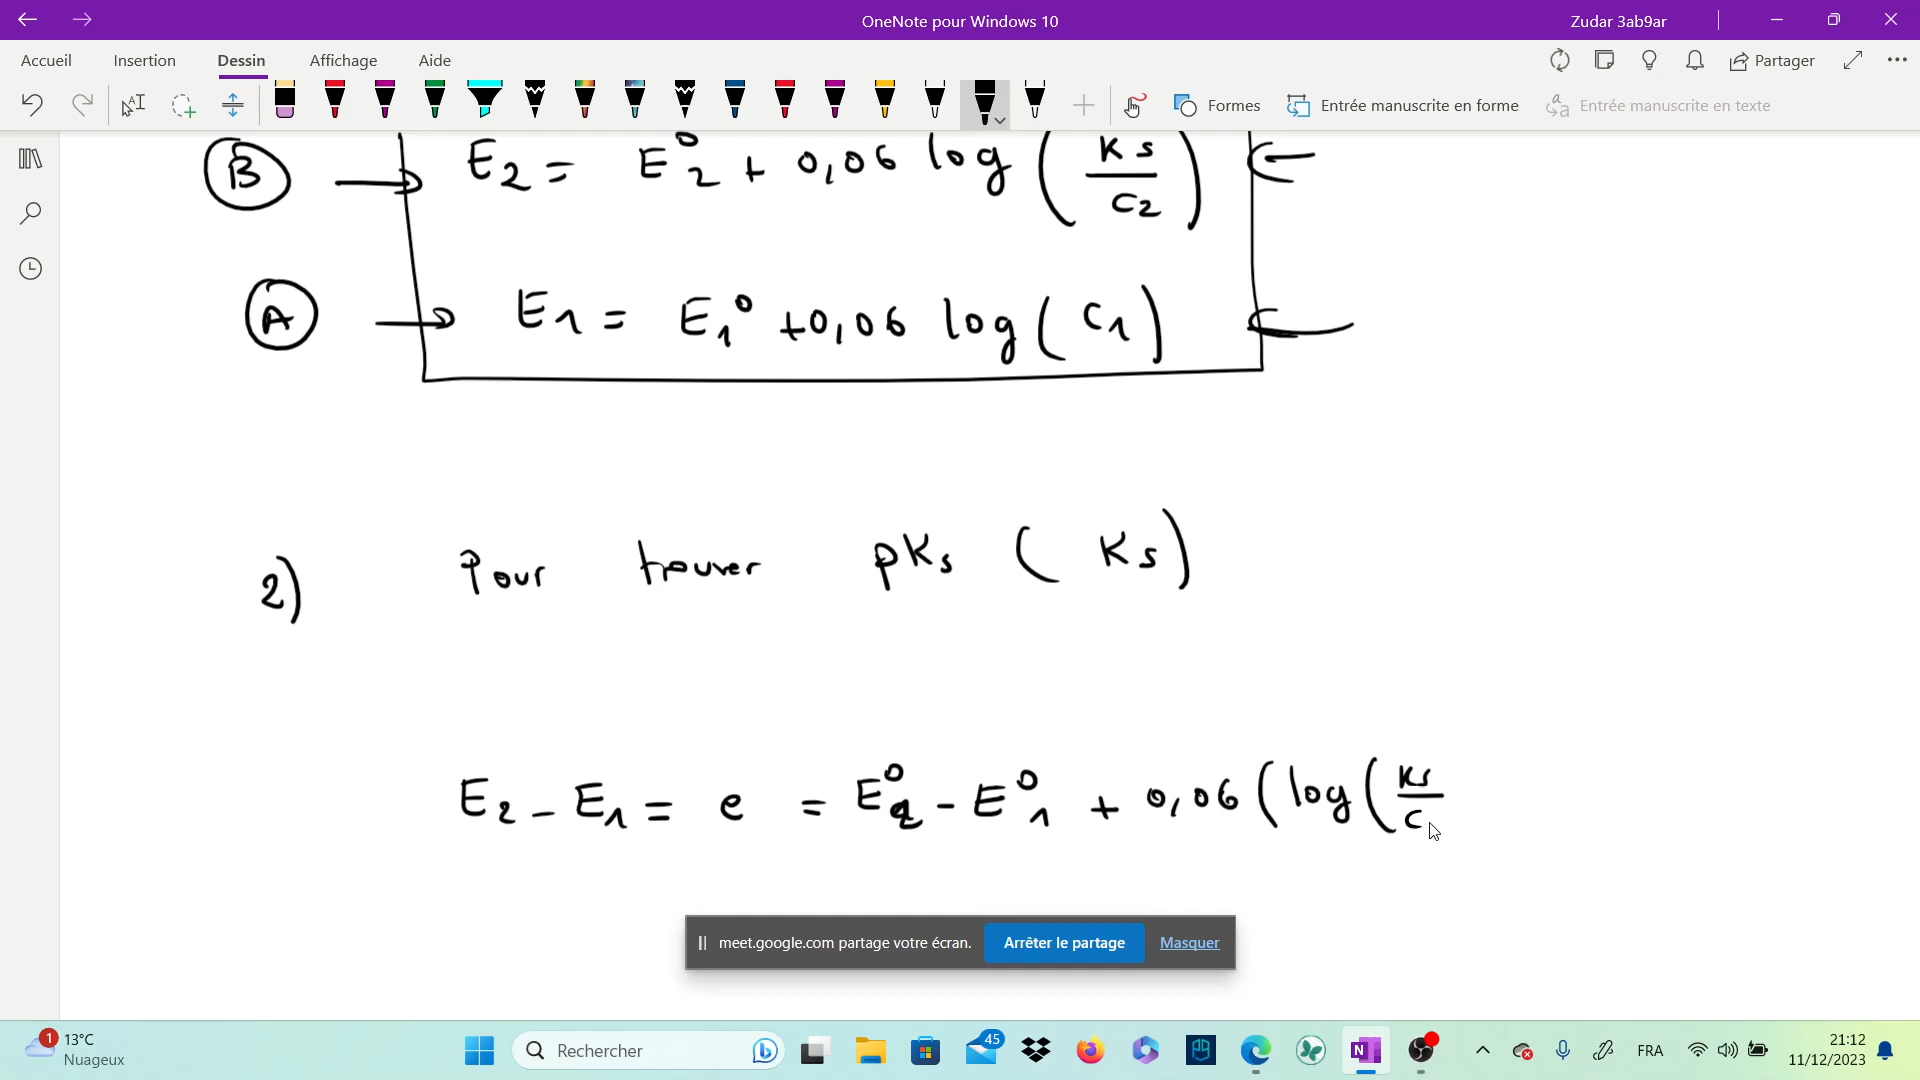 OneNote pour Windows 10
Zudar 3ab9ar
Accueil Insertion Dessin Affichage Aide
Partager
Formes Entrée manuscrite en forme Entrée manuscrite en texte
B → E2 = E°2 + 0,06 log (Ks/C2)
A → E1 = E1° + 0,06 log (C1)
2) Pour trouver pKs (Ks)
E2 - E1 = e = E°2 - E°1 + 0,06 (log (Ks/C
meet.google.com partage votre écran. Arrêter le partage Masquer
1 13°C
Nuageux
Rechercher
45
FRA
21:12
11/12/2023